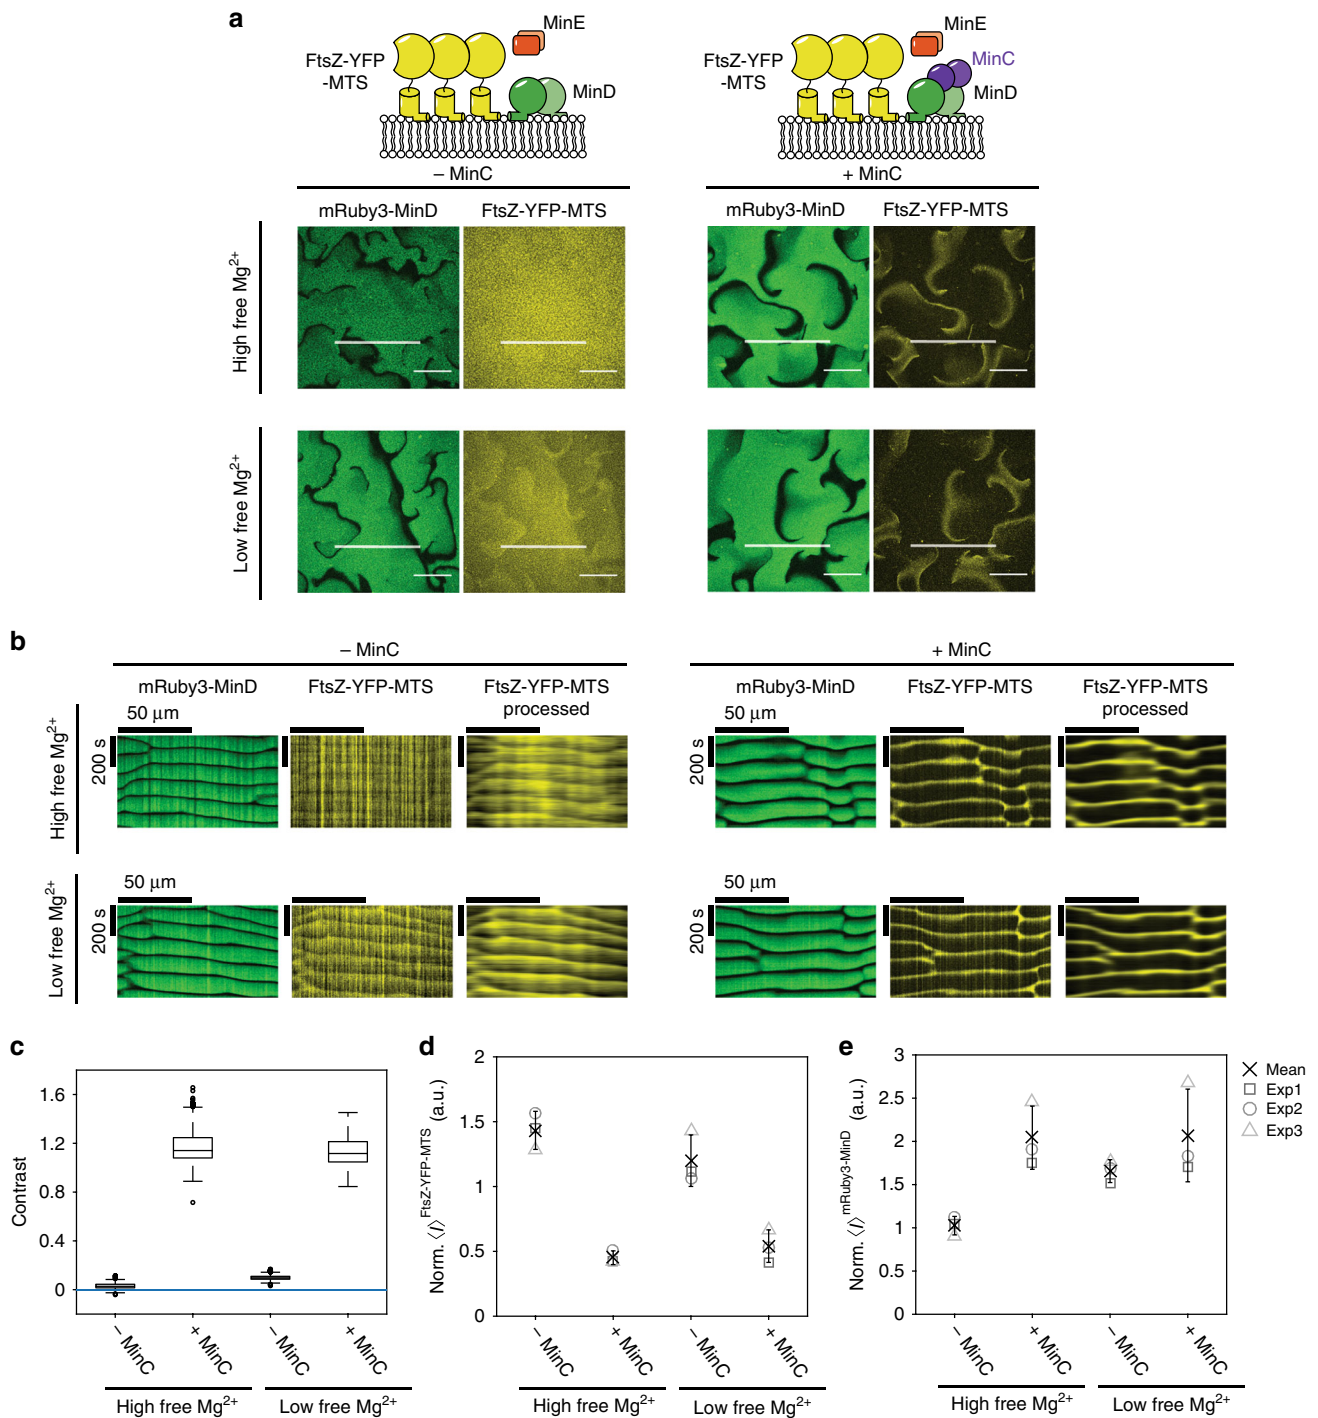 a
FtsZ-YFP
-MTS
MinE
MinD
FtsZ-YFP
-MTS
MinE
MinC
MinD
– MinC
+ MinC
mRuby3-MinD
FtsZ-YFP-MTS
mRuby3-MinD
FtsZ-YFP-MTS
High free Mg2+
Low free Mg2+
b
– MinC
+ MinC
mRuby3-MinD
FtsZ-YFP-MTS
FtsZ-YFP-MTS
processed
mRuby3-MinD
FtsZ-YFP-MTS
FtsZ-YFP-MTS
processed
High free Mg2+
50 μm
200 s
50 μm
200 s
Low free Mg2+
50 μm
200 s
50 μm
200 s
c
Contrast
1.6
1.2
0.8
0.4
0
– MinC
+ MinC
– MinC
+ MinC
High free Mg2+
Low free Mg2+
d
Norm. ⟨I⟩FtsZ-YFP-MTS (a.u.)
2
1.5
1
0.5
0
– MinC
+ MinC
– MinC
+ MinC
High free Mg2+
Low free Mg2+
e
Norm. ⟨I⟩mRuby3-MinD (a.u.)
3
2.5
2
1.5
1
0.5
0
– MinC
+ MinC
– MinC
+ MinC
High free Mg2+
Low free Mg2+
Mean
Exp1
Exp2
Exp3